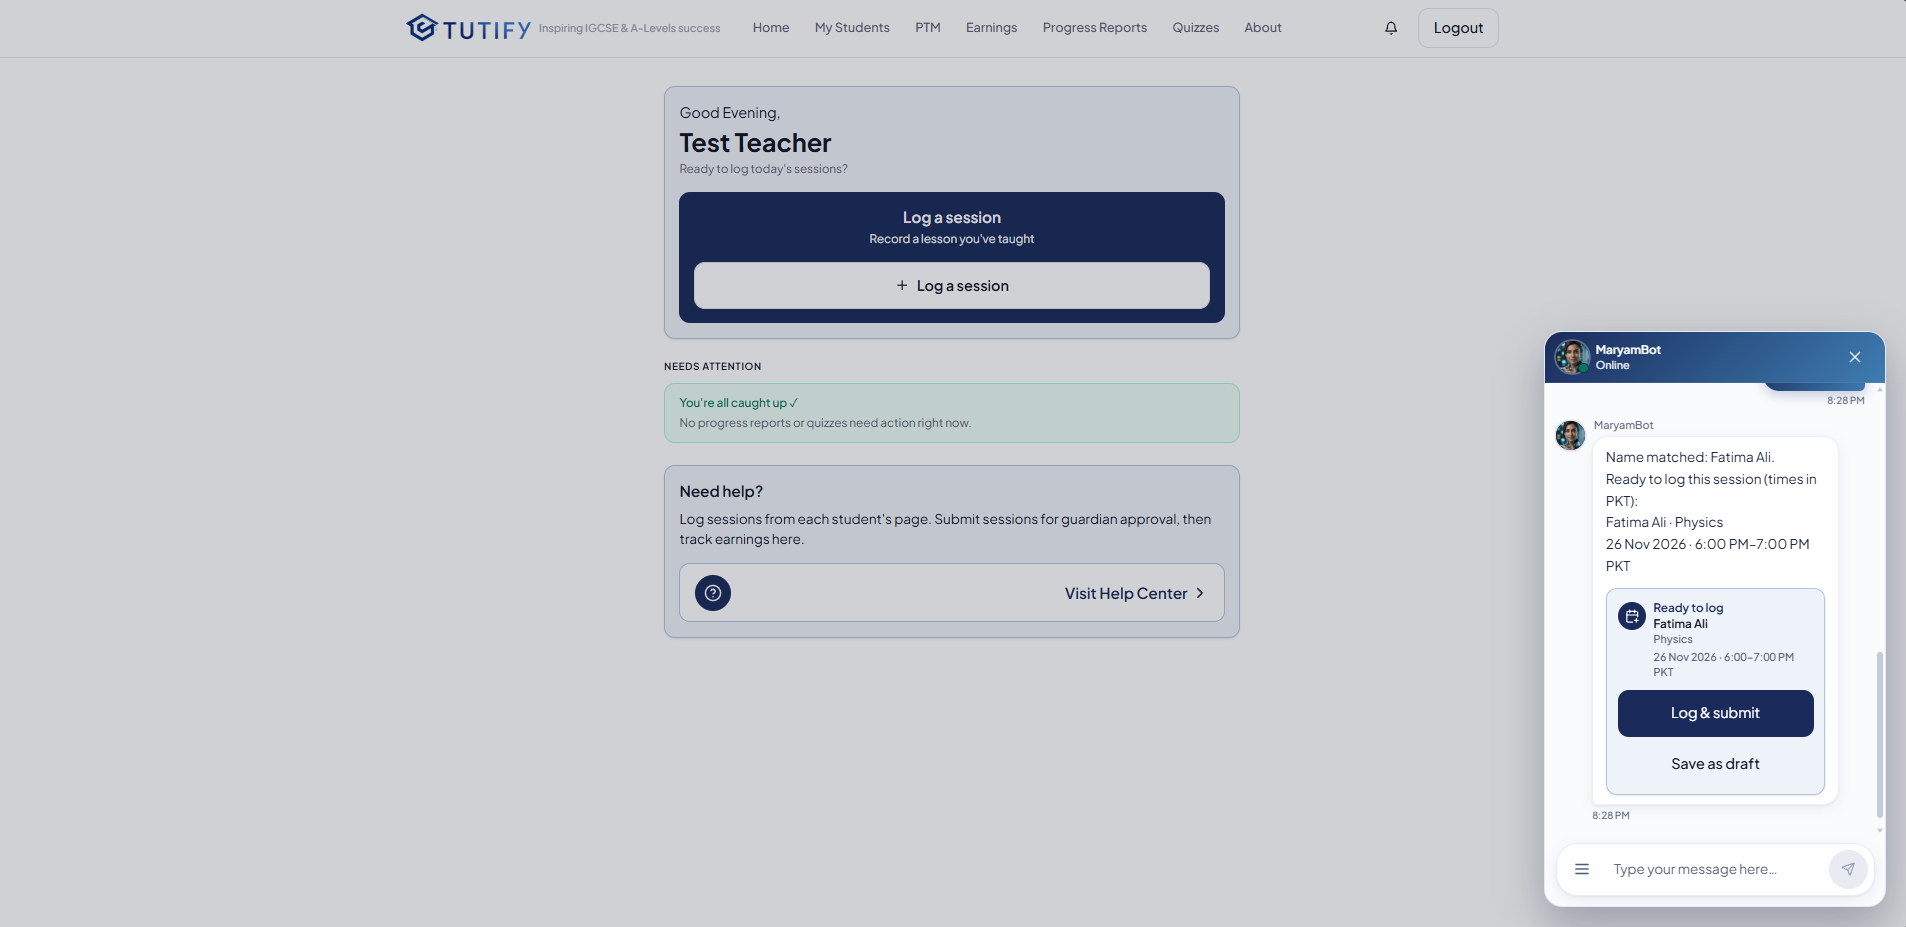 TUTIFY
Inspiring IGCSE & A-Levels success
Home
My Students
PTM
Earnings
Progress Reports
Quizzes
About
Logout
Good Evening,
Test Teacher
Ready to log today's sessions?
Log a session
Record a lesson you've taught
+ Log a session
NEEDS ATTENTION
You're all caught up ✓
No progress reports or quizzes need action right now.
Need help?
Log sessions from each student's page. Submit sessions for guardian approval, then
track earnings here.
Visit Help Center
MaryamBot
Online
8:28 PM
MaryamBot
Name matched: Fatima Ali.
Ready to log this session (times in
PKT):
Fatima Ali · Physics
26 Nov 2026 · 6:00 PM–7:00 PM
PKT
Ready to log
Fatima Ali
Physics
26 Nov 2026 · 6:00–7:00 PM
PKT
Log & submit
Save as draft
8:28 PM
Type your message here...